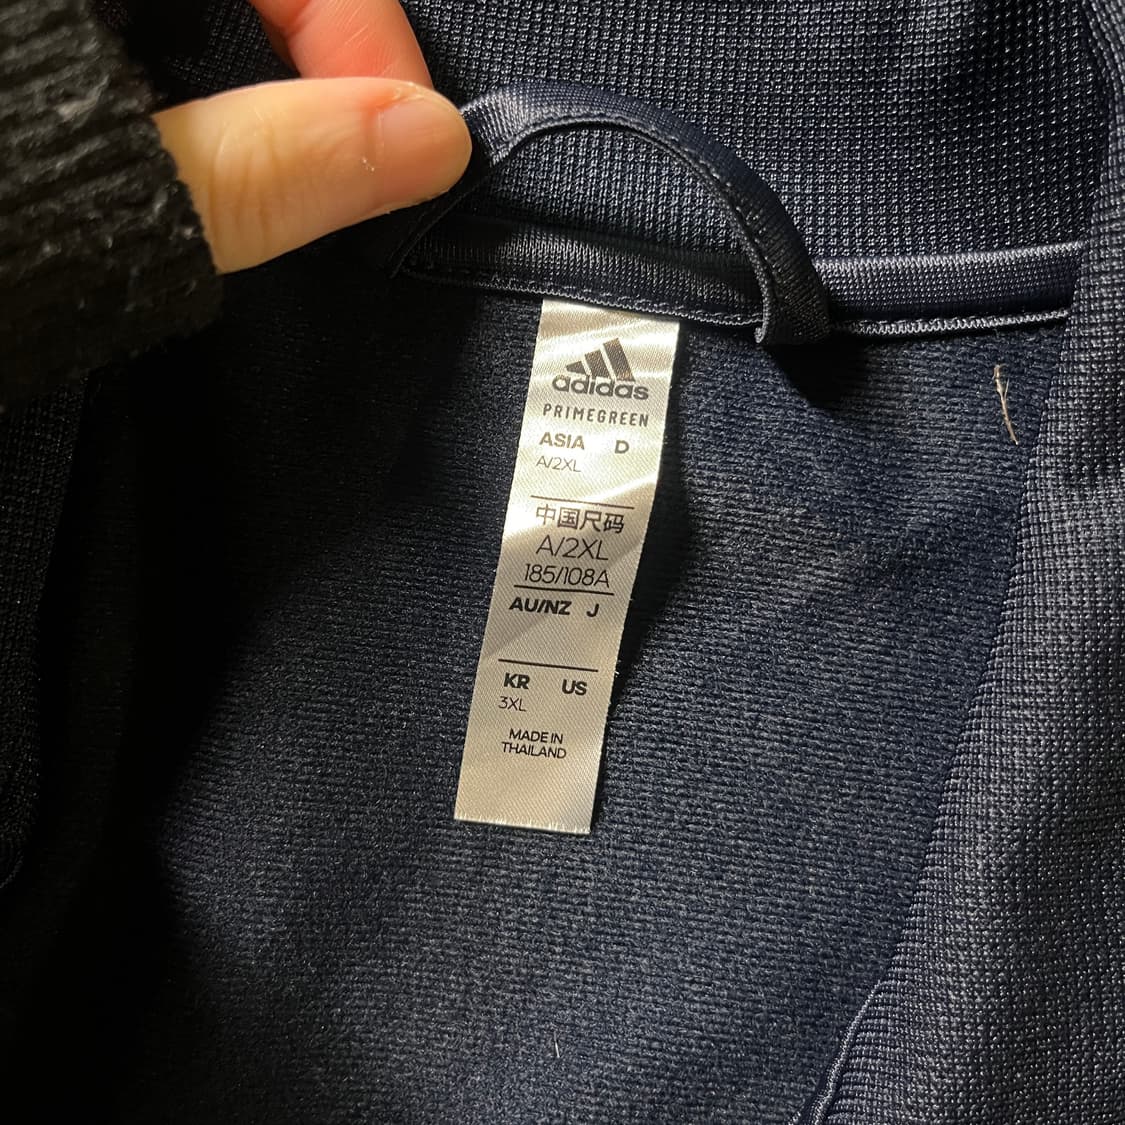 adidas
PRIMEGREEN
ASIA D
A/2XL
中国尺码
A/2XL
185/108A
AU/NZ J
KR US
3XL
MADE IN
THAILAND